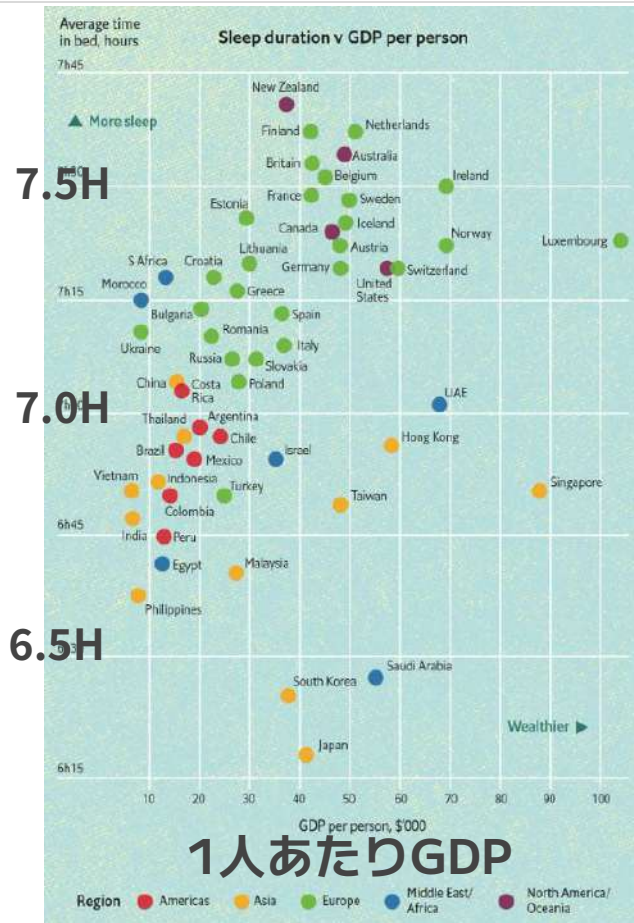 Average time
in bed, hours
Sleep duration v GDP per person
7h45
New Zealand
▲ More sleep
Finland
Netherlands
Britain
Australia
7.5H
Belgium
Ireland
France
Sweden
Estonia
Iceland
Canada
Norway
Luxembourg
Austria
Lithuania
S Africa
Croatia
Germany
Switzerland
United
States
Morocco
Greece
7h15
Bulgaria
Spain
Romania
Ukraine
Italy
Russia
Slovakia
China
Costa
Rica
Poland
UAE
7.0H
Thailand
Argentina
Chile
Hong Kong
Brazil
Mexico
Israel
Vietnam
Indonesia
Turkey
Singapore
Colombia
Taiwan
6h45
India
Peru
Egypt
Malaysia
Philippines
6.5H
Saudi Arabia
South Korea
Wealthier ▶
Japan
6h15
10 20 30 40 50 60 70 80 90 100
GDP per person, $'000
1人あたりGDP
Region Americas Asia Europe Middle East/
Africa
North America/
Oceania